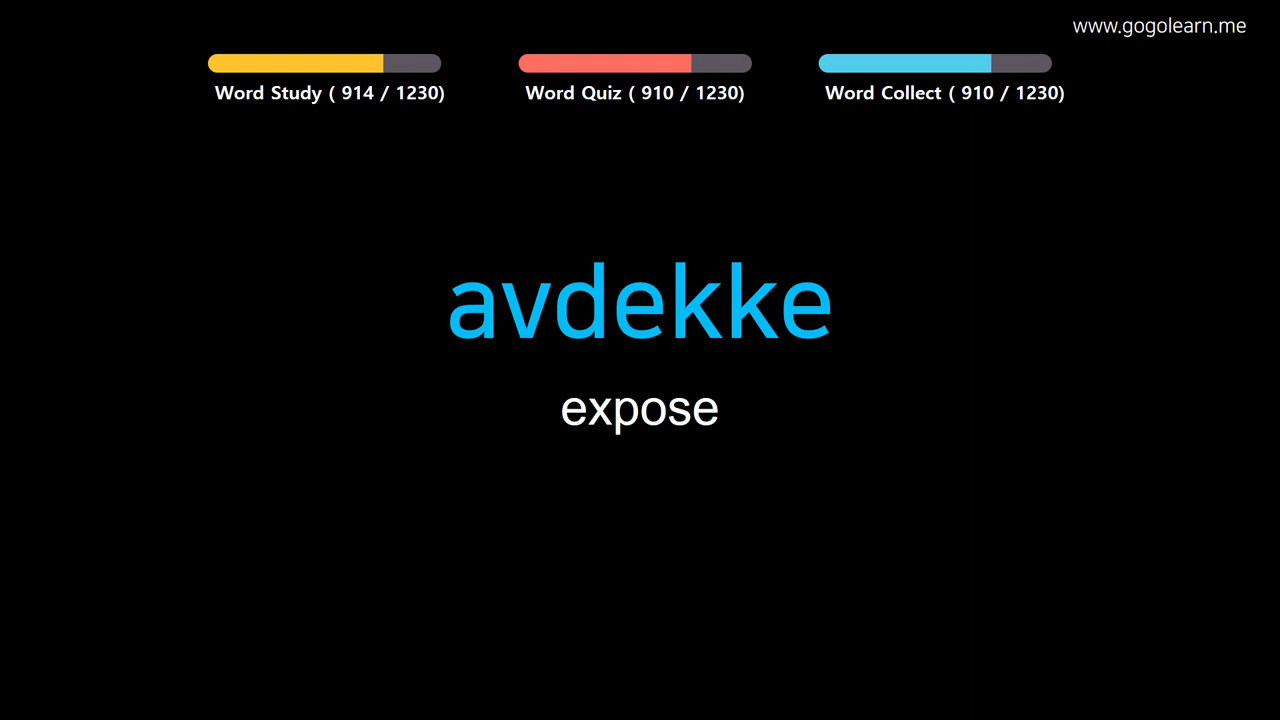 www.gogolearn.me
Word Study ( 914 / 1230)
Word Quiz ( 910 / 1230)
Word Collect ( 910 / 1230)
avdekke
expose